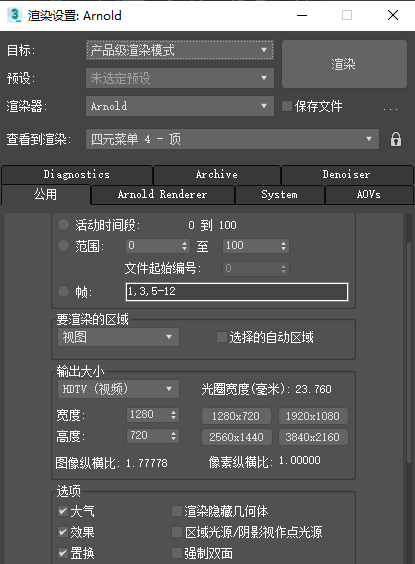 3 渲染设置: Arnold
目标: 产品级渲染模式 渲染
预设: 未选定预设
渲染器: Arnold 保存文件 ...
查看到渲染: 四元菜单 4 - 顶
Diagnostics Archive Denoiser
公用 Arnold Renderer System AOVs
活动时间段: 0 到 100
范围: 0 至 100
文件起始编号: 0
帧: 1,3,5-12
要渲染的区域
视图 选择的自动区域
输出大小
HDTV (视频) 光圈宽度(毫米): 23.760
宽度: 1280 1280x720 1920x1080
高度: 720 2560x1440 3840x2160
图像纵横比: 1.77778 像素纵横比: 1.00000
选项
大气 渲染隐藏几何体
效果 区域光源/阴影视作点光源
置换 强制双面